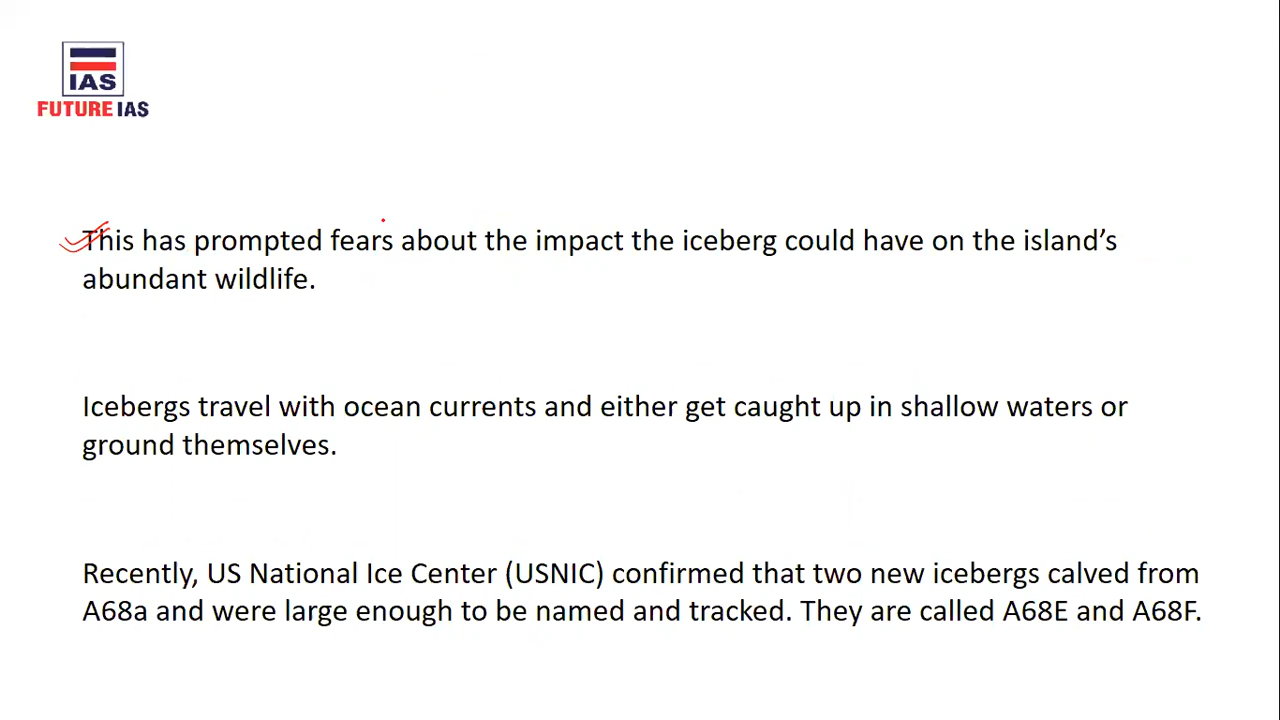 IAS
FUTURE IAS
This has prompted fears about the impact the iceberg could have on the island’s
abundant wildlife.
Icebergs travel with ocean currents and either get caught up in shallow waters or
ground themselves.
Recently, US National Ice Center (USNIC) confirmed that two new icebergs calved from
A68a and were large enough to be named and tracked. They are called A68E and A68F.